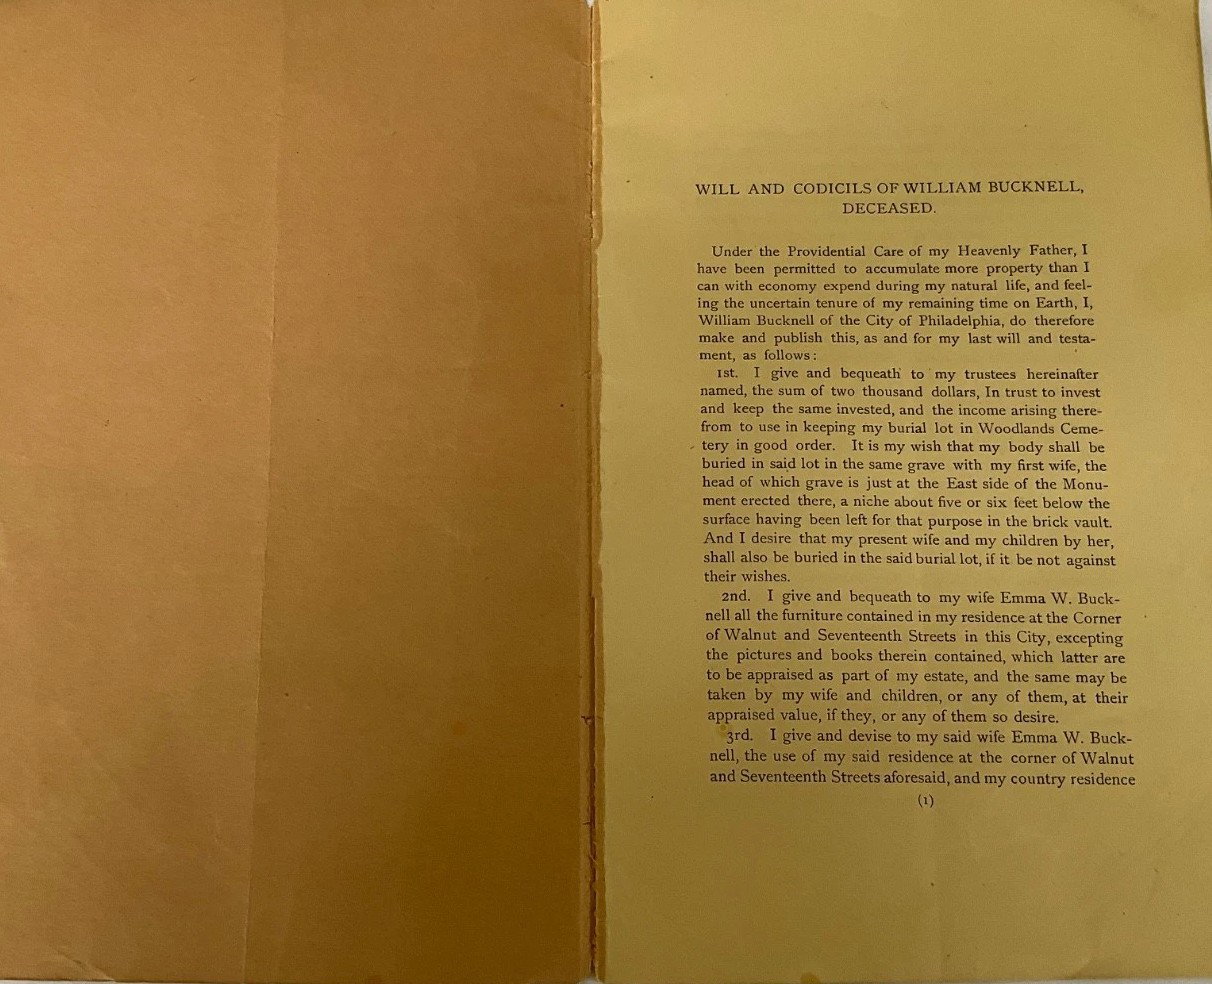 WILL AND CODICILS OF WILLIAM BUCKNELL,
DECEASED.
Under the Providential Care of my Heavenly Father, I
have been permitted to accumulate more property than I
can with economy expend during my natural life, and feel-
ing the uncertain tenure of my remaining time on Earth, I,
William Bucknell of the City of Philadelphia, do therefore
make and publish this, as and for my last will and testa-
ment, as follows:
1st. I give and bequeath to my trustees hereinafter
named, the sum of two thousand dollars, In trust to invest
and keep the same invested, and the income arising there-
from to use in keeping my burial lot in Woodlands Ceme-
tery in good order. It is my wish that my body shall be
buried in said lot in the same grave with my first wife, the
head of which grave is just at the East side of the Monu-
ment erected there, a niche about five or six feet below the
surface having been left for that purpose in the brick vault.
And I desire that my present wife and my children by her,
shall also be buried in the said burial lot, if it be not against
their wishes.
2nd. I give and bequeath to my wife Emma W. Buck-
nell all the furniture contained in my residence at the Corner
of Walnut and Seventeenth Streets in this City, excepting
the pictures and books therein contained, which latter are
to be appraised as part of my estate, and the same may be
taken by my wife and children, or any of them, at their
appraised value, if they, or any of them so desire.
3rd. I give and devise to my said wife Emma W. Buck-
nell, the use of my said residence at the corner of Walnut
and Seventeenth Streets aforesaid, and my country residence
(1)